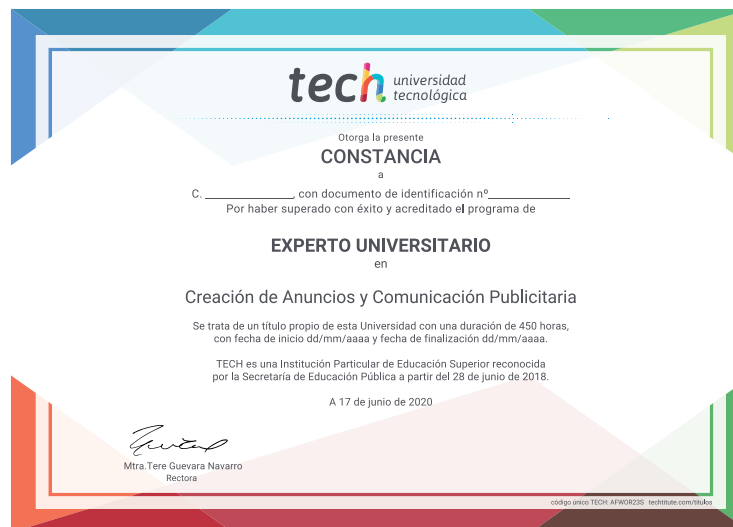 tech universidad
tecnológica
Otorga la presente
CONSTANCIA
a
C. ________________, con documento de identificación nº______________
Por haber superado con éxito y acreditado el programa de
EXPERTO UNIVERSITARIO
en
Creación de Anuncios y Comunicación Publicitaria
Se trata de un título propio de esta Universidad con una duración de 450 horas,
con fecha de inicio dd/mm/aaaa y fecha de finalización dd/mm/aaaa.
TECH es una Institución Particular de Educación Superior reconocida
por la Secretaría de Educación Pública a partir del 28 de junio de 2018.
A 17 de junio de 2020
Mtra.Tere Guevara Navarro
Rectora
código único TECH: AFWOR23S techtitute.com/titulos